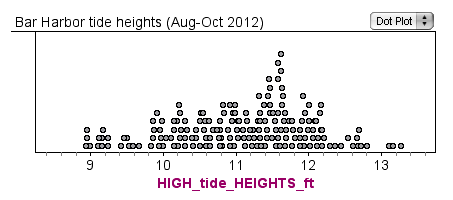 Bar Harbor tide heights (Aug-Oct 2012)
Dot Plot
9 10 11 12 13
HIGH_tide_HEIGHTS_ft